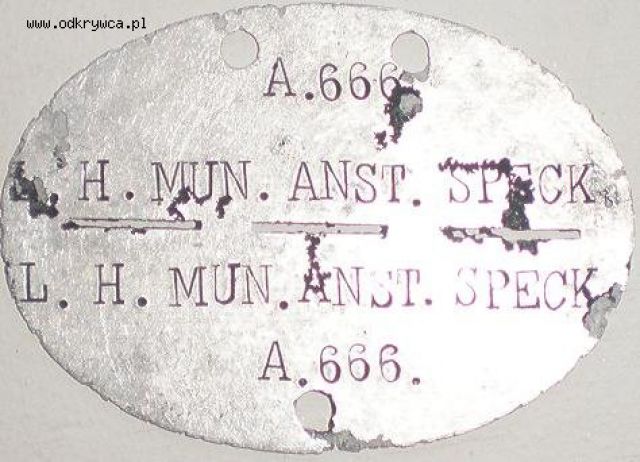 www.odkrywca.pl
A.666
L. H. MUN. ANST. SPECK
L. H. MUN. ANST. SPECK.
A.666.